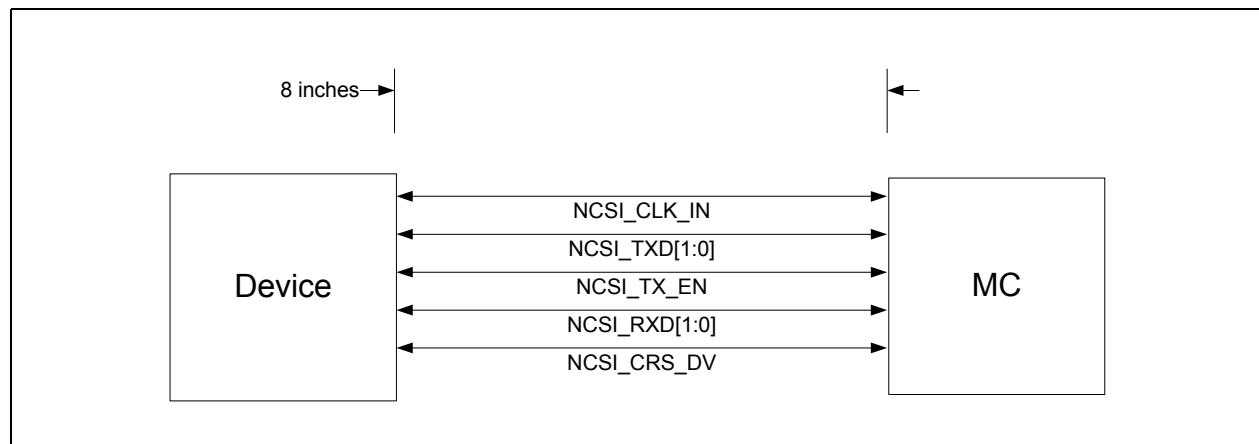 8 inches
NCSI_CLK_IN
NCSI_TXD[1:0]
Device
NCSI_TX_EN
MC
NCSI_RXD[1:0]
NCSI_CRS_DV